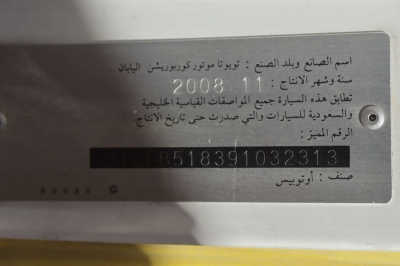 اسم الصانع وبلد الصنع : تويوتا موتور كوربوريشن اليابان
سنة وشهر الانتاج : 2008 11
تطابق هذه السيارة جميع المواصفات القياسية الخليجية
والسعودية للسيارات والتي صدرت حتى تاريخ الانتاج.
الرقم المميز :
B518391032313
صنف : أوتوبيس